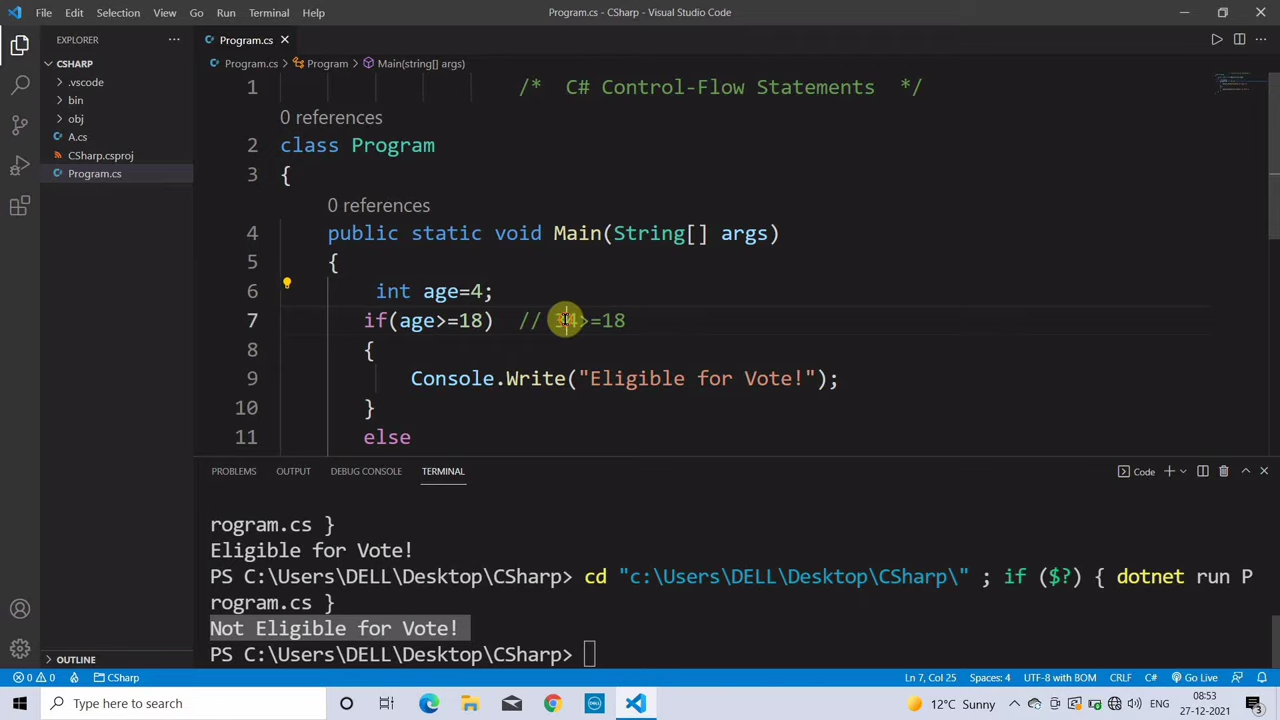 File Edit Selection View Go Run Terminal Help Program.cs - CSharp - Visual Studio Code
EXPLORER
CSHARP
.vscode
bin
obj
A.cs
CSharp.csproj
Program.cs
OUTLINE
Program.cs
Program.cs > Program > Main(string[] args)
1 /* C# Control-Flow Statements */
0 references
2 class Program
3 {
0 references
4 public static void Main(String[] args)
5 {
6 int age=4;
7 if(age>=18) // 34>=18
8 {
9 Console.Write("Eligible for Vote!");
10 }
11 else
PROBLEMS OUTPUT DEBUG CONSOLE TERMINAL Code
rogram.cs }
Eligible for Vote!
PS C:\Users\DELL\Desktop\CSharp> cd "c:\Users\DELL\Desktop\CSharp\" ; if ($?) { dotnet run P
rogram.cs }
Not Eligible for Vote!
PS C:\Users\DELL\Desktop\CSharp>
0 0 CSharp Ln 7, Col 25 Spaces: 4 UTF-8 with BOM CRLF C# Go Live
Type here to search DELL 12°C Sunny ENG 08:53
27-12-2021 3